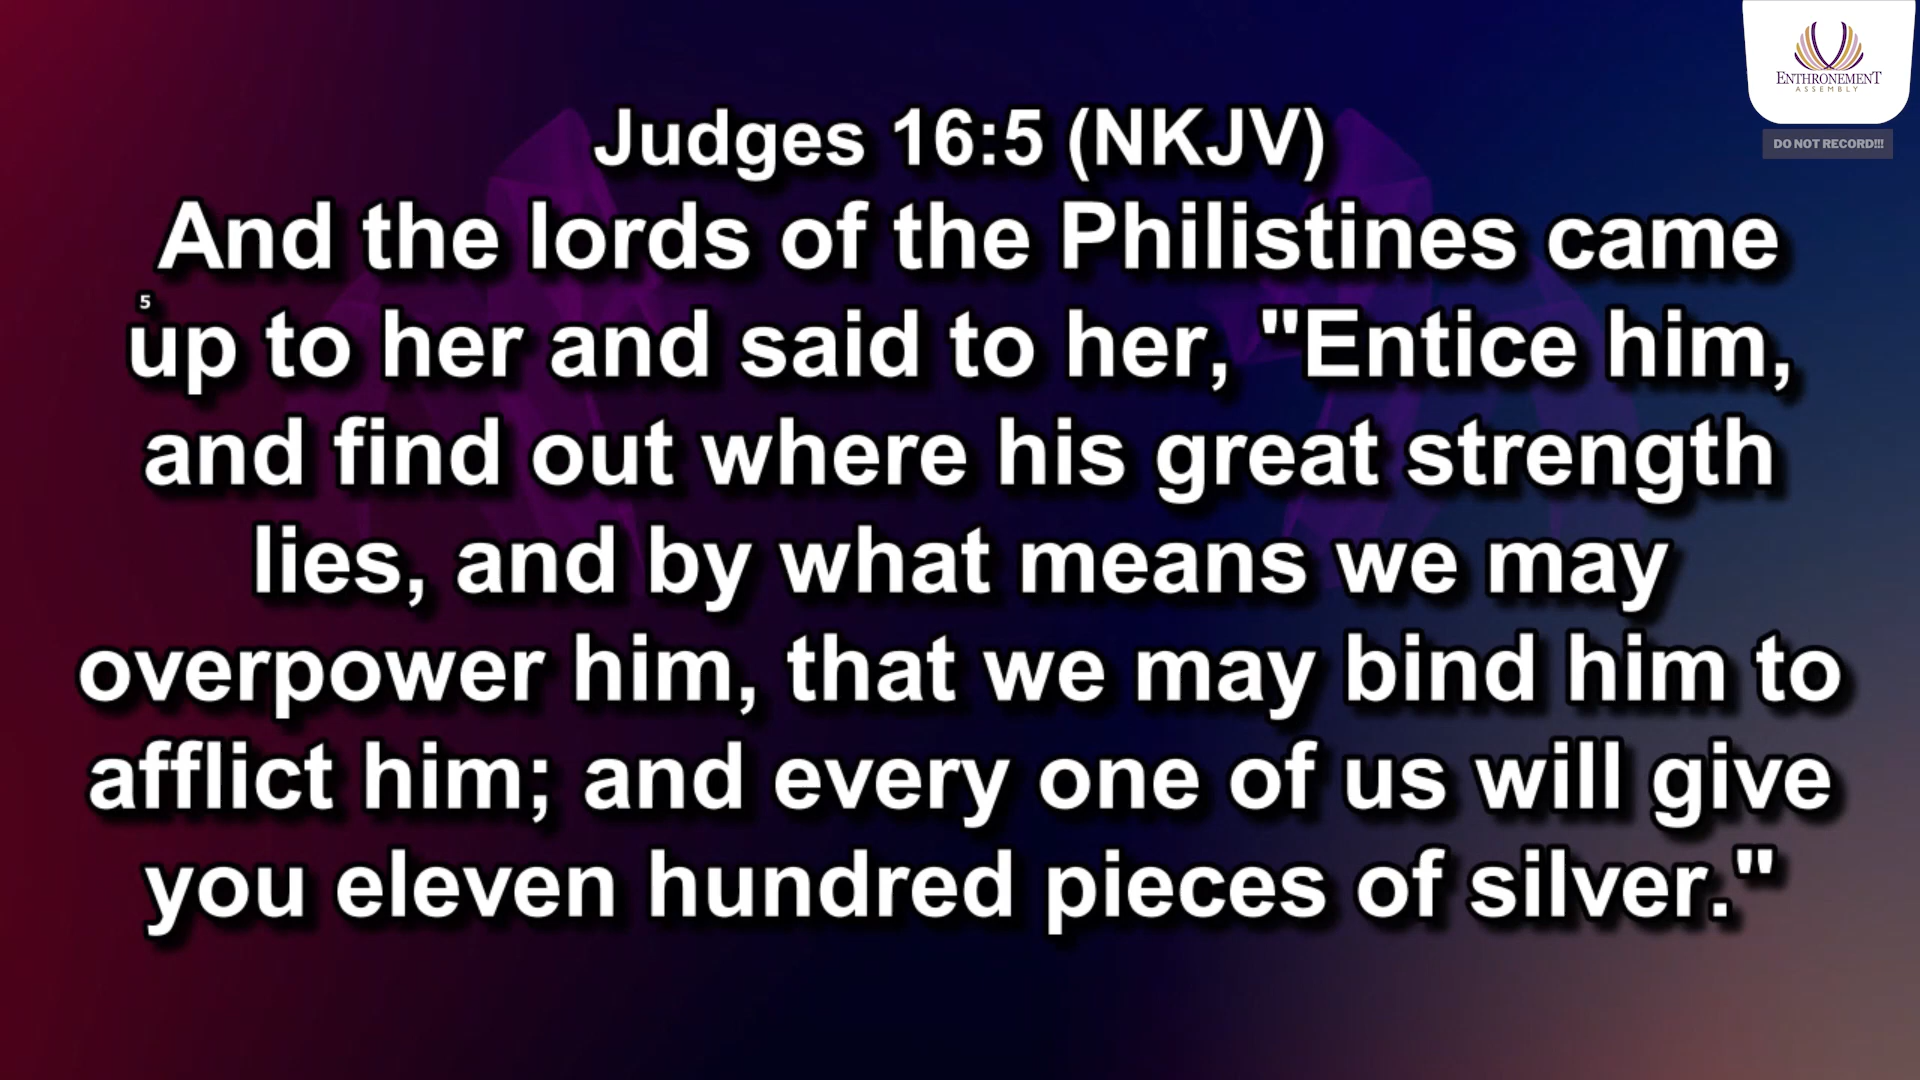 ENTHRONEMENT
ASSEMBLY
DO NOT RECORD!!!
Judges 16:5 (NKJV)
And the lords of the Philistines came
5
up to her and said to her, "Entice him,
and find out where his great strength
lies, and by what means we may
overpower him, that we may bind him to
afflict him; and every one of us will give
you eleven hundred pieces of silver."